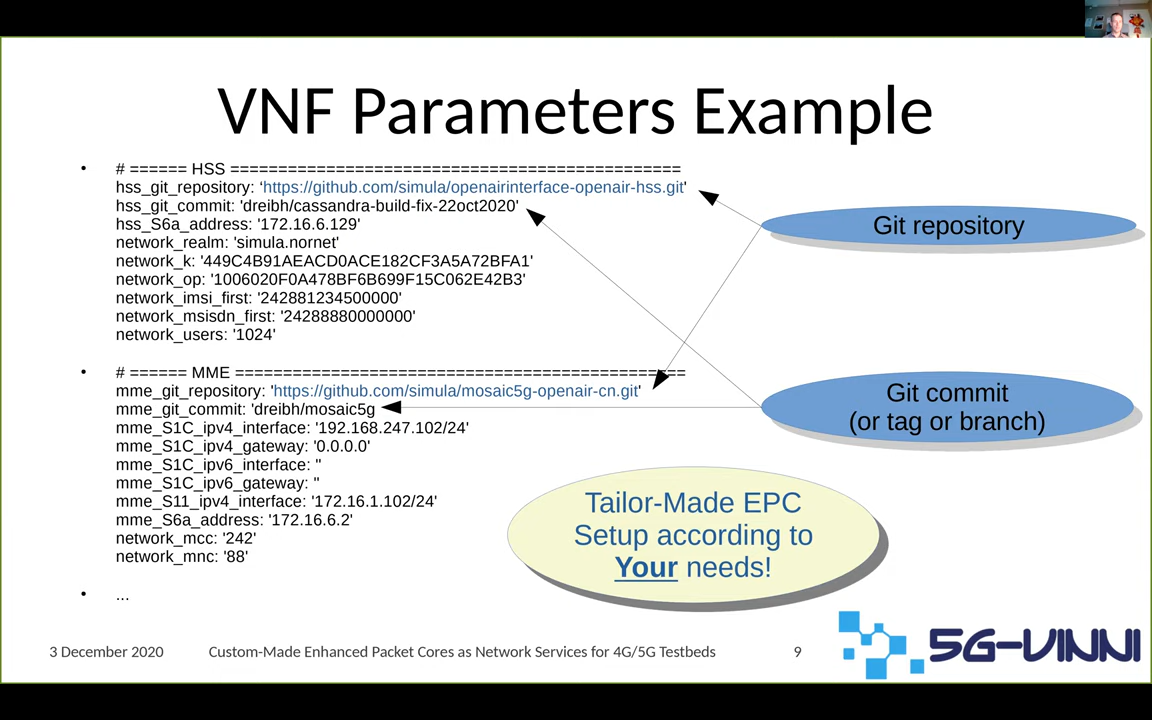 VNF Parameters Example
• # ====== HSS ===============================================
hss_git_repository: ‘https://github.com/simula/openairinterface-openair-hss.git'
hss_git_commit: 'dreibh/cassandra-build-fix-22oct2020'
hss_S6a_address: '172.16.6.129'
network_realm: 'simula.nornet'
network_k: '449C4B91AEACD0ACE182CF3A5A72BFA1'
network_op: '1006020F0A478BF6B699F15C062E42B3'
network_imsi_first: '242881234500000'
network_msisdn_first: '24288880000000'
network_users: '1024'
Git repository
• # ====== MME ===============================================
mme_git_repository: 'https://github.com/simula/mosaic5g-openair-cn.git'
mme_git_commit: 'dreibh/mosaic5g
mme_S1C_ipv4_interface: '192.168.247.102/24'
mme_S1C_ipv4_gateway: '0.0.0.0'
mme_S1C_ipv6_interface: ''
mme_S1C_ipv6_gateway: ''
mme_S11_ipv4_interface: '172.16.1.102/24'
mme_S6a_address: '172.16.6.2'
network_mcc: '242'
network_mnc: '88'
Git commit
(or tag or branch)
Tailor-Made EPC
Setup according to
Your needs!
• ...
3 December 2020
Custom-Made Enhanced Packet Cores as Network Services for 4G/5G Testbeds
9
5G-VINNI